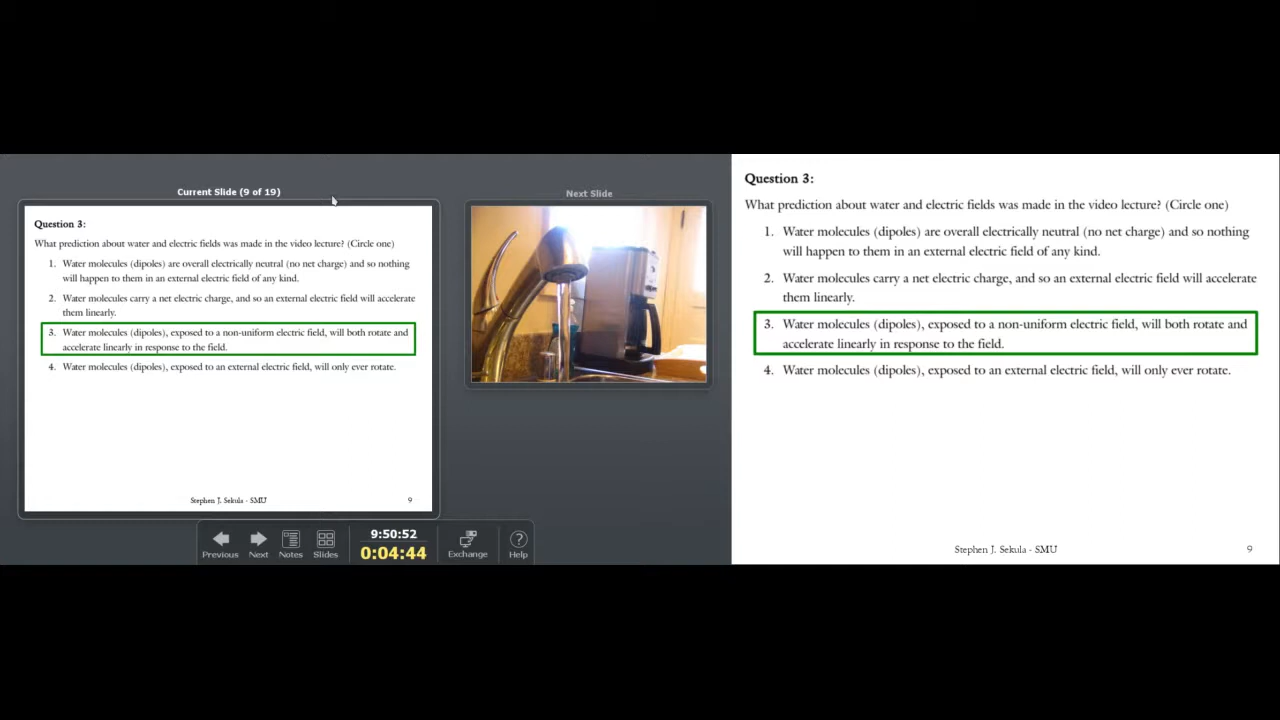 Current Slide (9 of 19)
Question 3:
What prediction about water and electric fields was made in the video lecture? (Circle one)
1. Water molecules (dipoles) are overall electrically neutral (no net charge) and so nothing
will happen to them in an external electric field of any kind.
2. Water molecules carry a net electric charge, and so an external electric field will accelerate
them linearly.
3. Water molecules (dipoles), exposed to a non-uniform electric field, will both rotate and
accelerate linearly in response to the field.
4. Water molecules (dipoles), exposed to an external electric field, will only ever rotate.
Stephen J. Sekula - SMU
9
Next Slide
Previous
Next
Notes
Slides
9:50:52
0:04:44
Exchange
Help
Question 3:
What prediction about water and electric fields was made in the video lecture? (Circle one)
1. Water molecules (dipoles) are overall electrically neutral (no net charge) and so nothing
will happen to them in an external electric field of any kind.
2. Water molecules carry a net electric charge, and so an external electric field will accelerate
them linearly.
3. Water molecules (dipoles), exposed to a non-uniform electric field, will both rotate and
accelerate linearly in response to the field.
4. Water molecules (dipoles), exposed to an external electric field, will only ever rotate.
Stephen J. Sekula - SMU
9